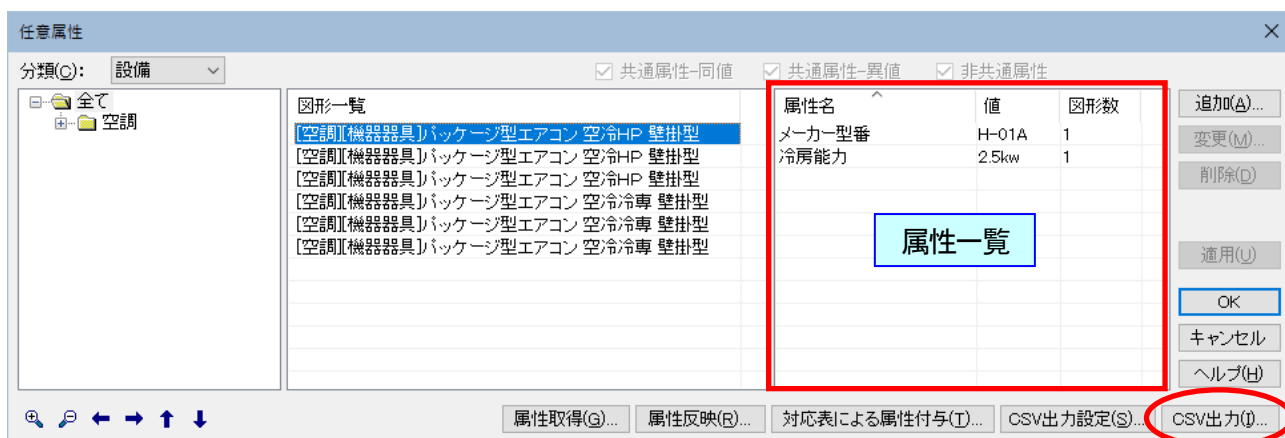 任意属性
分類(C): 設備
共通属性-同値 共通属性-異値 非共通属性
全て
空調
図形一覧
[空調][機器器具]パッケージ型エアコン 空冷HP 壁掛型
[空調][機器器具]パッケージ型エアコン 空冷HP 壁掛型
[空調][機器器具]パッケージ型エアコン 空冷HP 壁掛型
[空調][機器器具]パッケージ型エアコン 空冷冷専 壁掛型
[空調][機器器具]パッケージ型エアコン 空冷冷専 壁掛型
[空調][機器器具]パッケージ型エアコン 空冷冷専 壁掛型
属性名 値 図形数
メーカー型番 H-01A 1
冷房能力 2.5kw 1
属性一覧
追加(A)...
変更(M)...
削除(D)
適用(U)
OK
キャンセル
ヘルプ(H)
属性取得(G)... 属性反映(R)... 対応表による属性付与(T)... CSV出力設定(S)... CSV出力(I)...